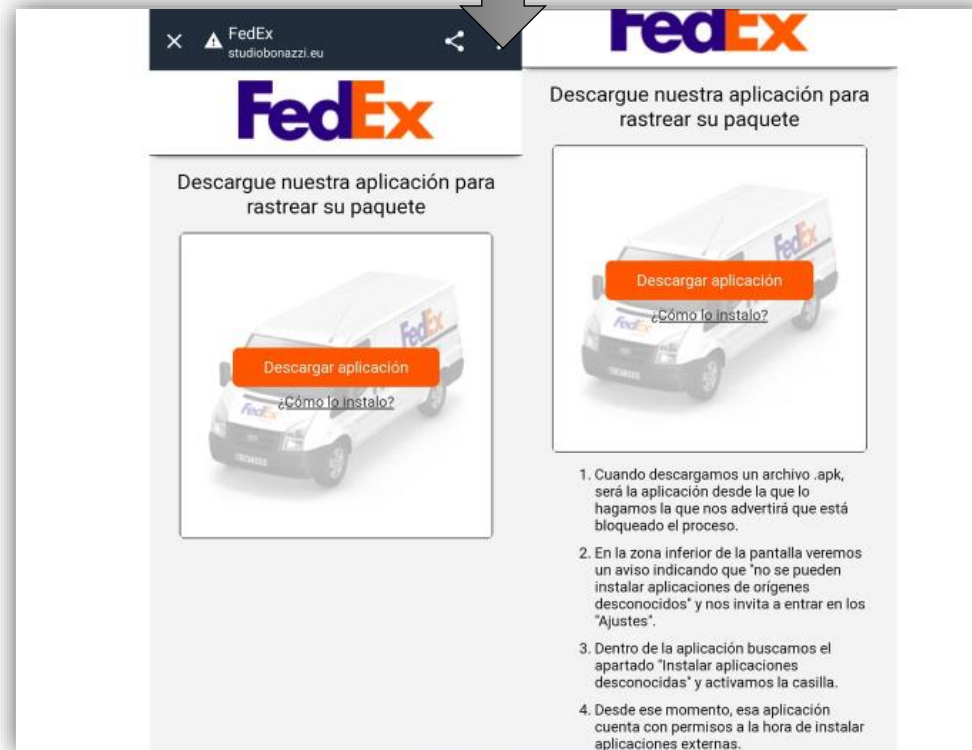 FedEx
studiobonazzi.eu
FedEx
Descargue nuestra aplicación para
rastrear su paquete
FedEx
Descargar aplicación
¿Cómo lo instalo?
FedEx
FedEx
Descargue nuestra aplicación para
rastrear su paquete
FedEx
Descargar aplicación
¿Cómo lo instalo?
FedEx
1. Cuando descargamos un archivo .apk,
será la aplicación desde la que lo
hagamos la que nos advertirá que está
bloqueado el proceso.
2. En la zona inferior de la pantalla veremos
un aviso indicando que "no se pueden
instalar aplicaciones de orígenes
desconocidos" y nos invita a entrar en los
"Ajustes".
3. Dentro de la aplicación buscamos el
apartado "Instalar aplicaciones
desconocidas" y activamos la casilla.
4. Desde ese momento, esa aplicación
cuenta con permisos a la hora de instalar
aplicaciones externas.